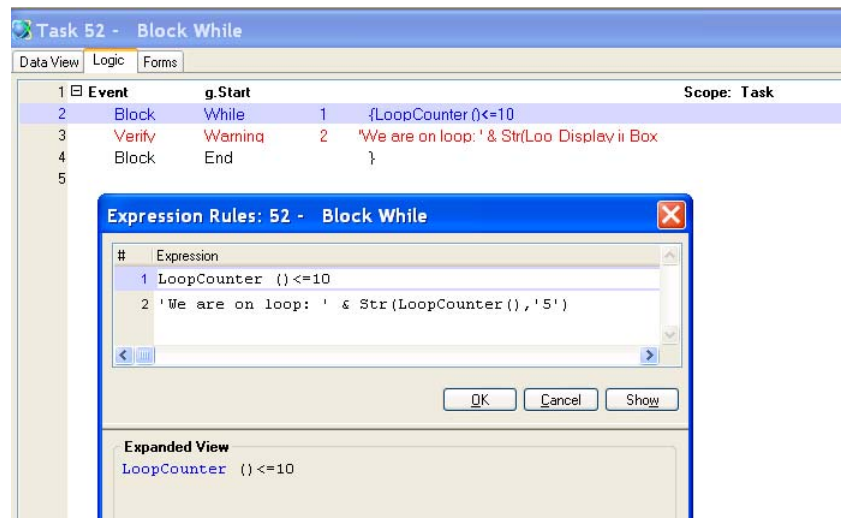 Task 52 - Block While
Data View Logic Forms
1 Event g.Start Scope: Task
2 Block While 1 {LoopCounter ()<=10
3 Verify Warning 2 'We are on loop: ' & Str(Loo Display ii Box
4 Block End }
5
Expression Rules: 52 - Block While
# Expression
1 LoopCounter ()<=10
2 'We are on loop: ' & Str(LoopCounter(),'5')
OK Cancel Show
Expanded View
LoopCounter ()<=10